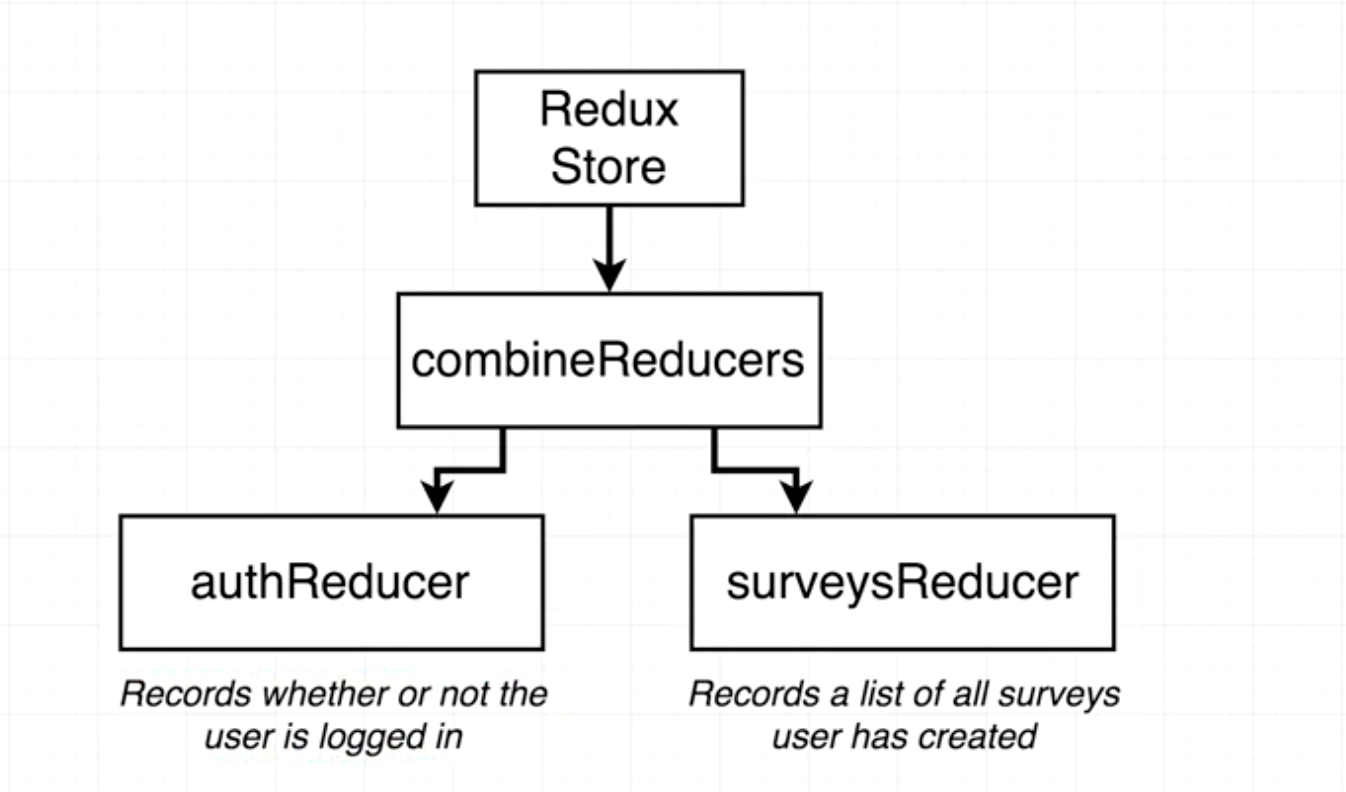 Redux
Store
combineReducers
authReducer
surveysReducer
Records whether or not the
user is logged in
Records a list of all surveys
user has created